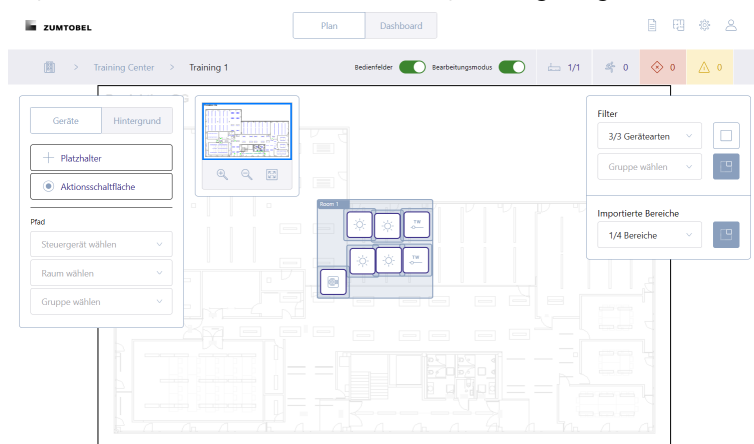 ZUMTOBEL
Plan
Dashboard
Training Center > Training 1
Bedienfelder
Bearbeitungsmodus
1/1
0
0
0
Geräte
Hintergrund
Platzhalter
Aktionsschaltfläche
Pfad
Steuergerät wählen
Raum wählen
Gruppe wählen
Room 1
TW
TW
Filter
3/3 Gerätearten
Gruppe wählen
Importierte Bereiche
1/4 Bereiche